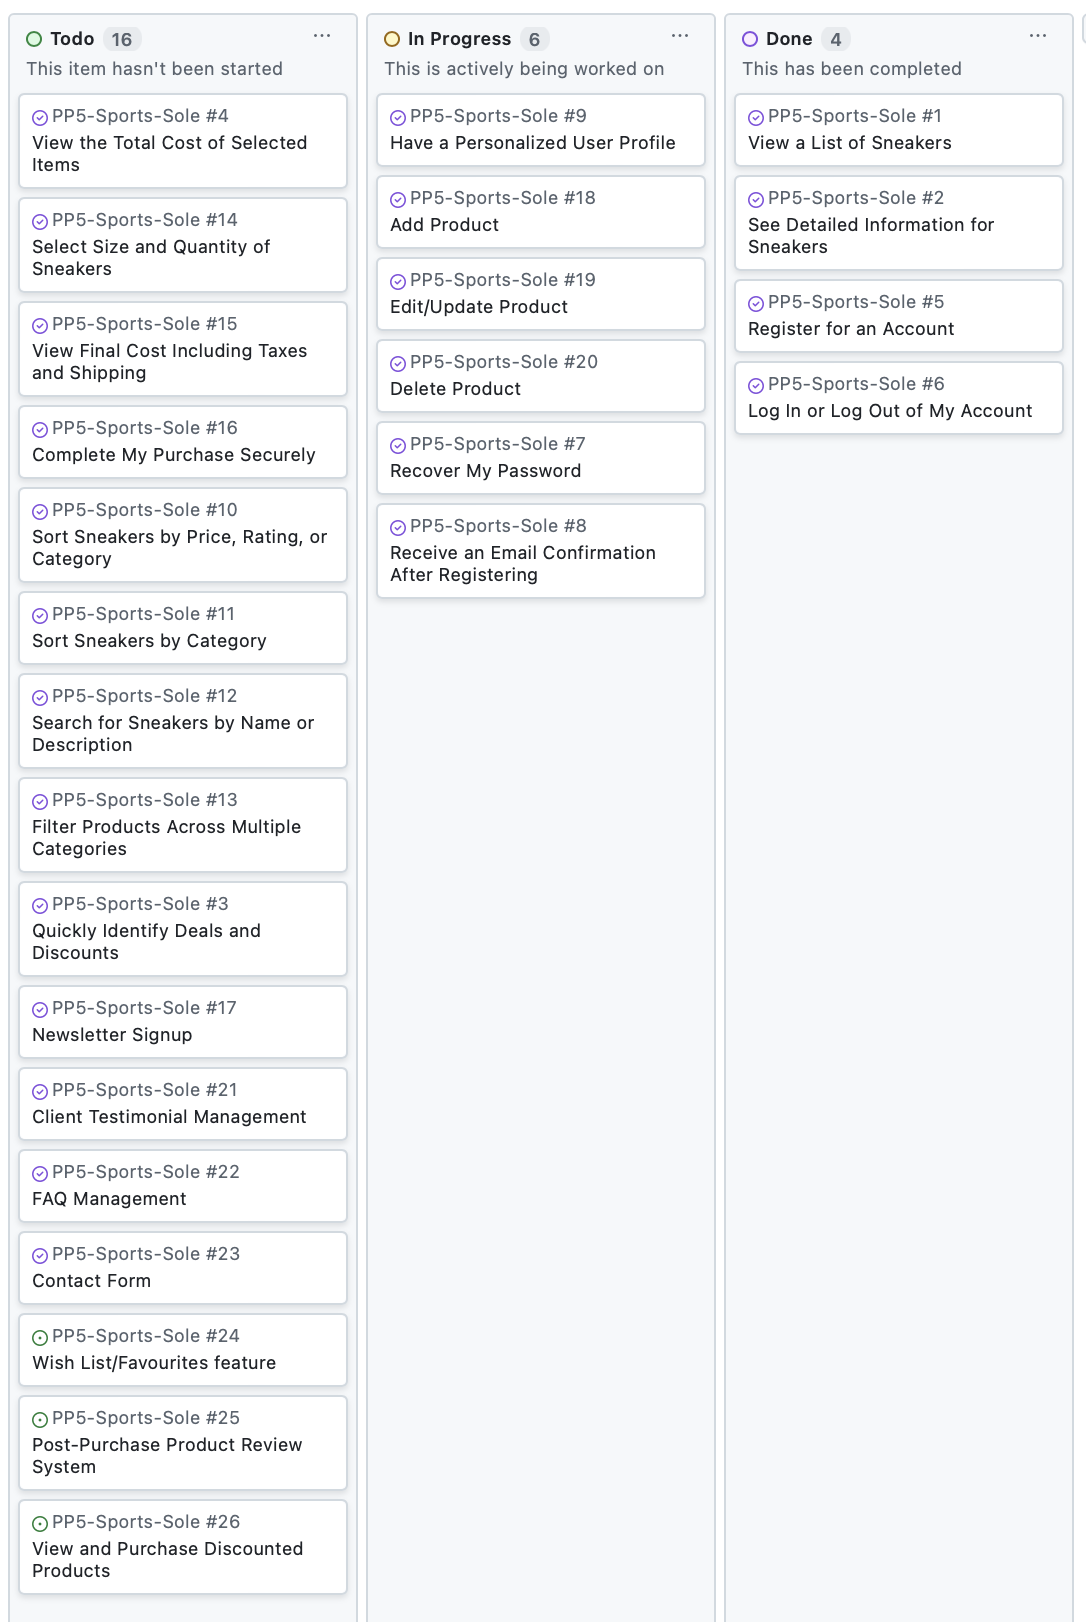 Todo 16
This item hasn't been started
PP5-Sports-Sole #4
View the Total Cost of Selected
Items
PP5-Sports-Sole #14
Select Size and Quantity of
Sneakers
PP5-Sports-Sole #15
View Final Cost Including Taxes
and Shipping
PP5-Sports-Sole #16
Complete My Purchase Securely
PP5-Sports-Sole #10
Sort Sneakers by Price, Rating, or
Category
PP5-Sports-Sole #11
Sort Sneakers by Category
PP5-Sports-Sole #12
Search for Sneakers by Name or
Description
PP5-Sports-Sole #13
Filter Products Across Multiple
Categories
PP5-Sports-Sole #3
Quickly Identify Deals and
Discounts
PP5-Sports-Sole #17
Newsletter Signup
PP5-Sports-Sole #21
Client Testimonial Management
PP5-Sports-Sole #22
FAQ Management
PP5-Sports-Sole #23
Contact Form
PP5-Sports-Sole #24
Wish List/Favourites feature
PP5-Sports-Sole #25
Post-Purchase Product Review
System
PP5-Sports-Sole #26
View and Purchase Discounted
Products
In Progress 6
This is actively being worked on
PP5-Sports-Sole #9
Have a Personalized User Profile
PP5-Sports-Sole #18
Add Product
PP5-Sports-Sole #19
Edit/Update Product
PP5-Sports-Sole #20
Delete Product
PP5-Sports-Sole #7
Recover My Password
PP5-Sports-Sole #8
Receive an Email Confirmation
After Registering
Done 4
This has been completed
PP5-Sports-Sole #1
View a List of Sneakers
PP5-Sports-Sole #2
See Detailed Information for
Sneakers
PP5-Sports-Sole #5
Register for an Account
PP5-Sports-Sole #6
Log In or Log Out of My Account